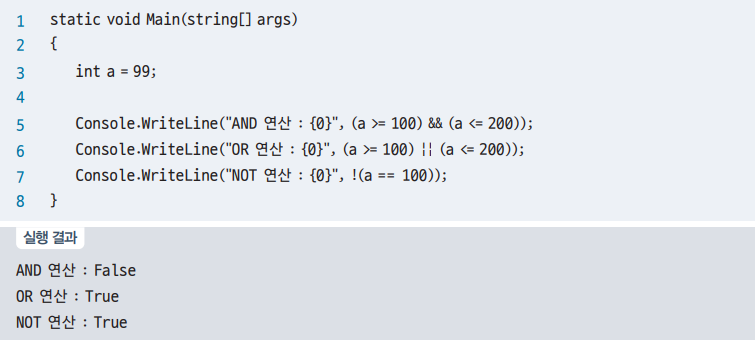 1 static void Main(string[] args)
2 {
3 int a = 99;
4
5 Console.WriteLine("AND 연산 : {0}", (a >= 100) && (a <= 200));
6 Console.WriteLine("OR 연산 : {0}", (a >= 100) || (a <= 200));
7 Console.WriteLine("NOT 연산 : {0}", !(a == 100));
8 }
실행 결과
AND 연산 : False
OR 연산 : True
NOT 연산 : True